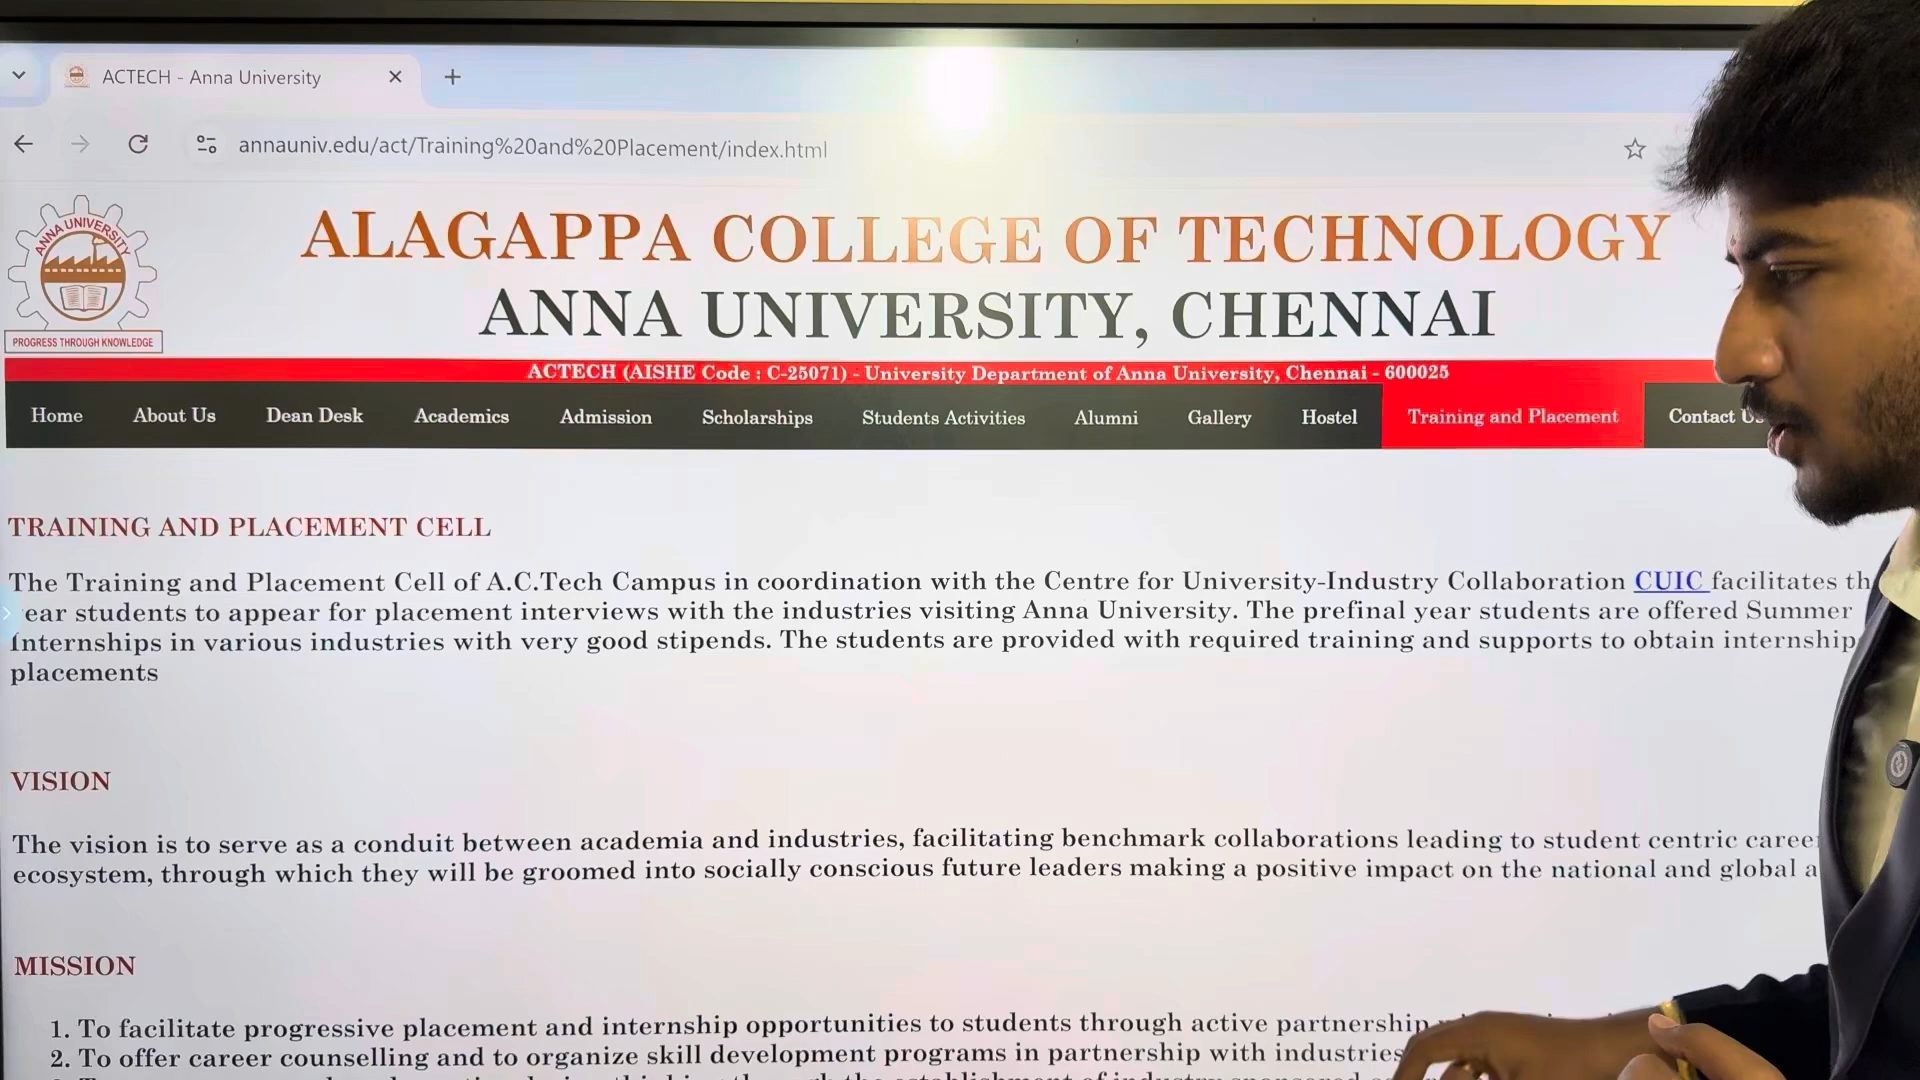 ACTECH - Anna University
annauniv.edu/act/Training%20and%20Placement/index.html
ANNA UNIVERSITY
PROGRESS THROUGH KNOWLEDGE
ALAGAPPA COLLEGE OF TECHNOLOGY
ANNA UNIVERSITY, CHENNAI
ACTECH (AISHE Code : C-25071) - University Department of Anna University, Chennai - 600025
Home About Us Dean Desk Academics Admission Scholarships Students Activities Alumni Gallery Hostel Training and Placement Contact
TRAINING AND PLACEMENT CELL
The Training and Placement Cell of A.C.Tech Campus in coordination with the Centre for University-Industry Collaboration CUIC facilitates
students to appear for placement interviews with the industries visiting Anna University. The prefinal year students are offered Summer
Internships in various industries with very good stipends. The students are provided with required training and supports to obtain internship
placements
VISION
The vision is to serve as a conduit between academia and industries, facilitating benchmark collaborations leading to student centric
ecosystem, through which they will be groomed into socially conscious future leaders making a positive impact on the national and global
MISSION
1. To facilitate progressive placement and internship opportunities to students through active partnership
2. To offer career counselling and to organize skill development programs in partnership with industries